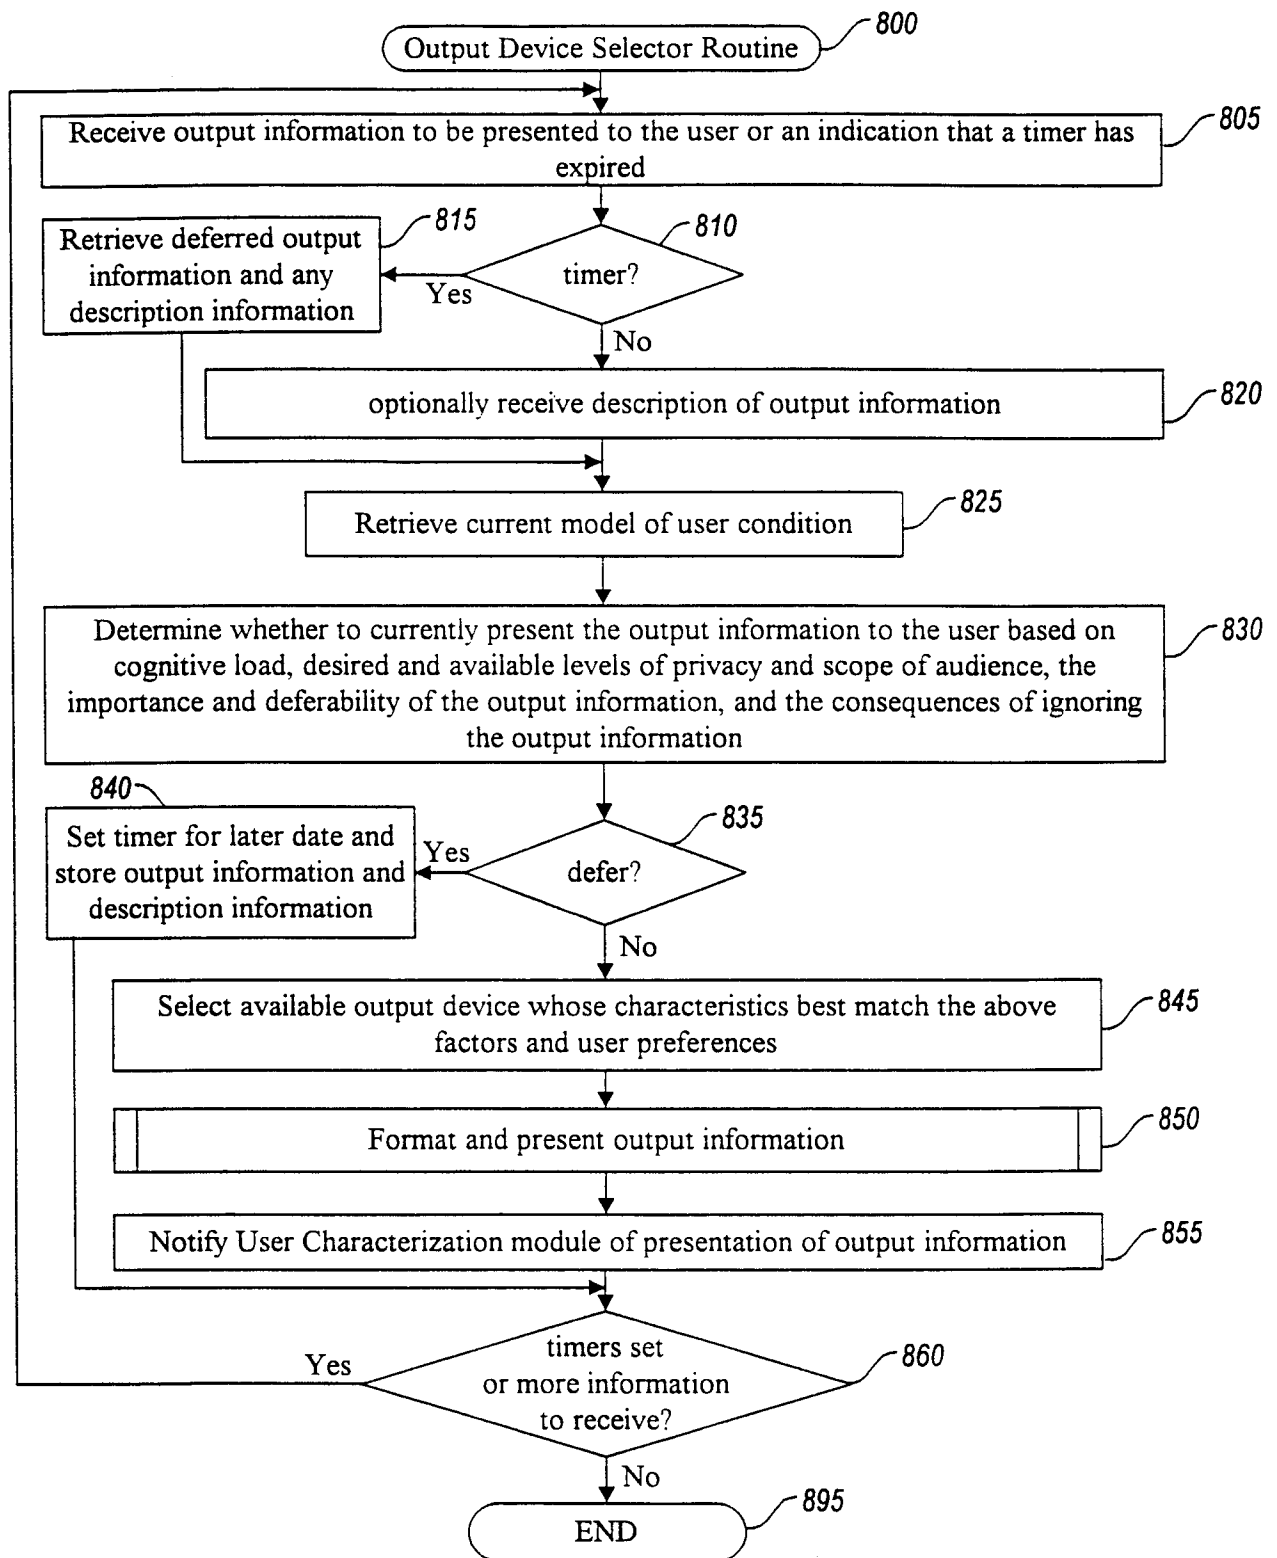 Output Device Selector Routine
800
Receive output information to be presented to the user or an indication that a timer has
expired
805
Retrieve deferred output
information and any
description information
815
timer?
810
Yes
No
optionally receive description of output information
820
Retrieve current model of user condition
825
Determine whether to currently present the output information to the user based on
cognitive load, desired and available levels of privacy and scope of audience, the
importance and deferability of the output information, and the consequences of ignoring
the output information
830
840
Set timer for later date and
store output information and
description information
Yes
defer?
835
No
Select available output device whose characteristics best match the above
factors and user preferences
845
Format and present output information
850
Notify User Characterization module of presentation of output information
855
Yes
timers set
or more information
to receive?
860
No
END
895